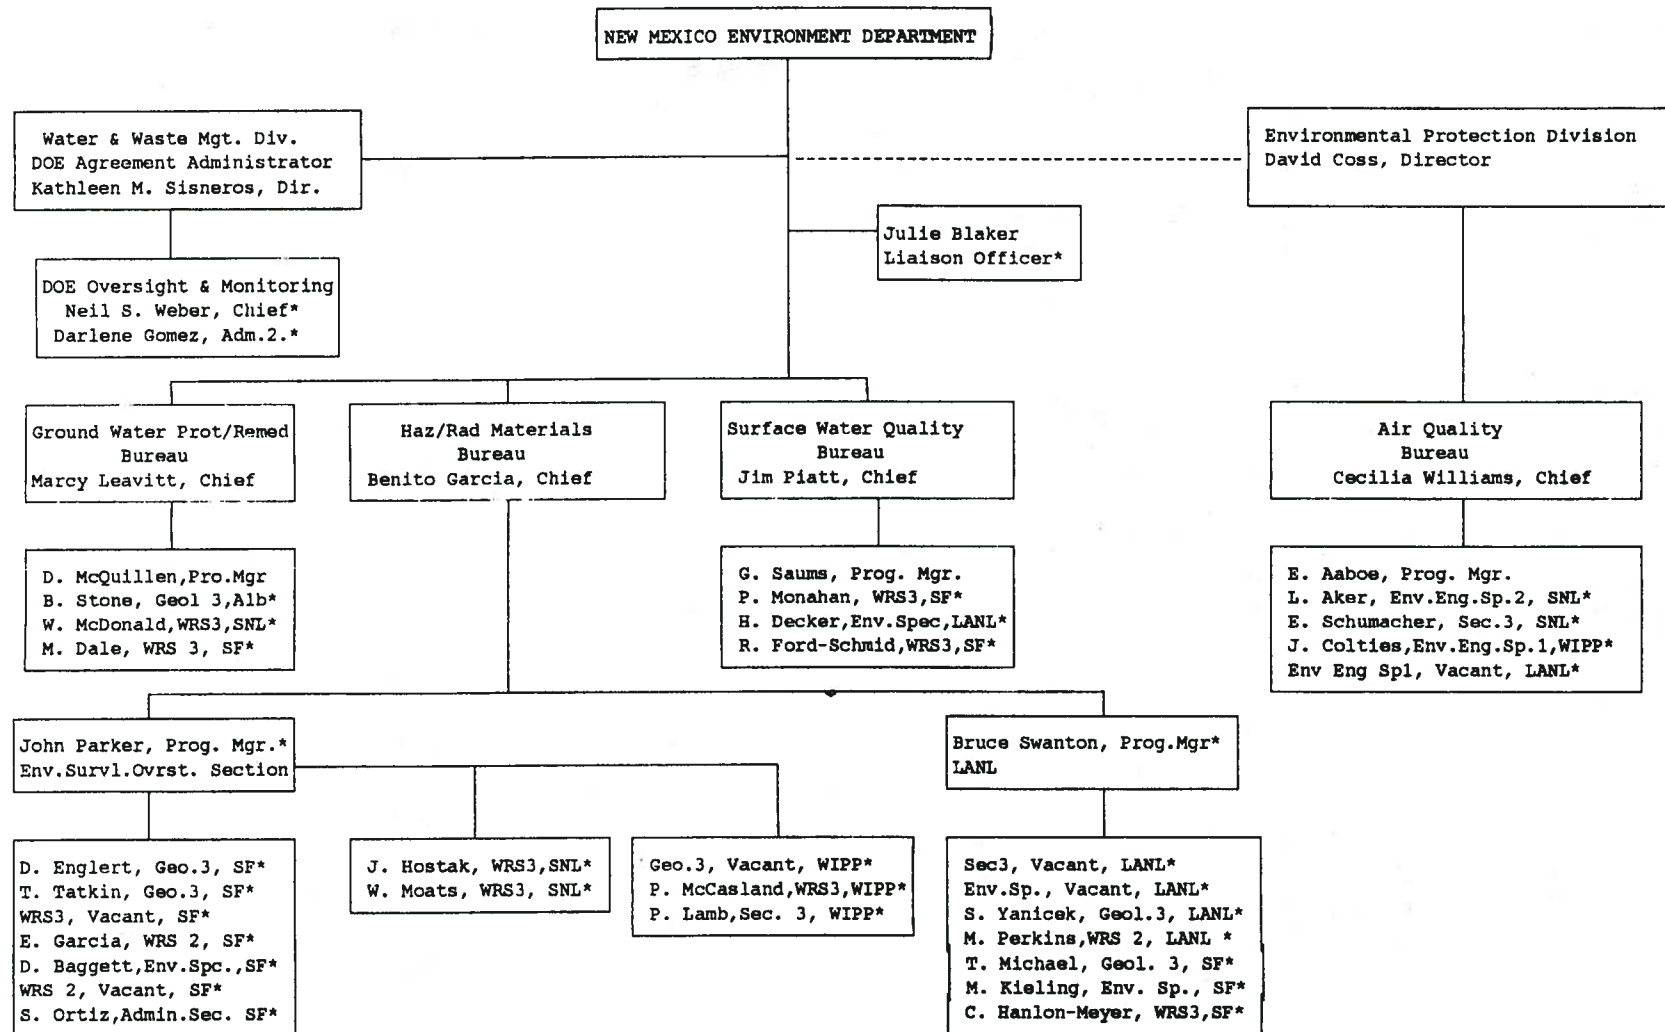 NEW MEXICO ENVIRONMENT DEPARTMENT
Water & Waste Mgt. Div.
DOE Agreement Administrator
Kathleen M. Sisneros, Dir.
Environmental Protection Division
David Coss, Director
Julie Blaker
Liaison Officer*
DOE Oversight & Monitoring
Neil S. Weber, Chief*
Darlene Gomez, Adm.2.*
Ground Water Prot/Remed
Bureau
Marcy Leavitt, Chief
Haz/Rad Materials
Bureau
Benito Garcia, Chief
Surface Water Quality
Bureau
Jim Piatt, Chief
Air Quality
Bureau
Cecilia Williams, Chief
D. McQuillen,Pro.Mgr
B. Stone, Geol 3,Alb*
W. McDonald,WRS3,SNL*
M. Dale, WRS 3, SF*
G. Saums, Prog. Mgr.
P. Monahan, WRS3,SF*
H. Decker,Env.Spec,LANL*
R. Ford-Schmid,WRS3,SF*
E. Aaboe, Prog. Mgr.
L. Aker, Env.Eng.Sp.2, SNL*
E. Schumacher, Sec.3, SNL*
J. Colties,Env.Eng.Sp.1,WIPP*
Env Eng Sp1, Vacant, LANL*
John Parker, Prog. Mgr.*
Env.Survl.Ovrst. Section
Bruce Swanton, Prog.Mgr*
LANL
D. Englert, Geo.3, SF*
T. Tatkin, Geo.3, SF*
WRS3, Vacant, SF*
E. Garcia, WRS 2, SF*
D. Baggett,Env.Spc.,SF*
WRS 2, Vacant, SF*
S. Ortiz,Admin.Sec. SF*
J. Hostak, WRS3,SNL*
W. Moats, WRS3, SNL*
Geo.3, Vacant, WIPP*
P. McCasland,WRS3,WIPP*
P. Lamb,Sec. 3, WIPP*
Sec3, Vacant, LANL*
Env.Sp., Vacant, LANL*
S. Yanicek, Geol.3, LANL*
M. Perkins,WRS 2, LANL *
T. Michael, Geol. 3, SF*
M. Kieling, Env. Sp., SF*
C. Hanlon-Meyer, WRS3,SF*